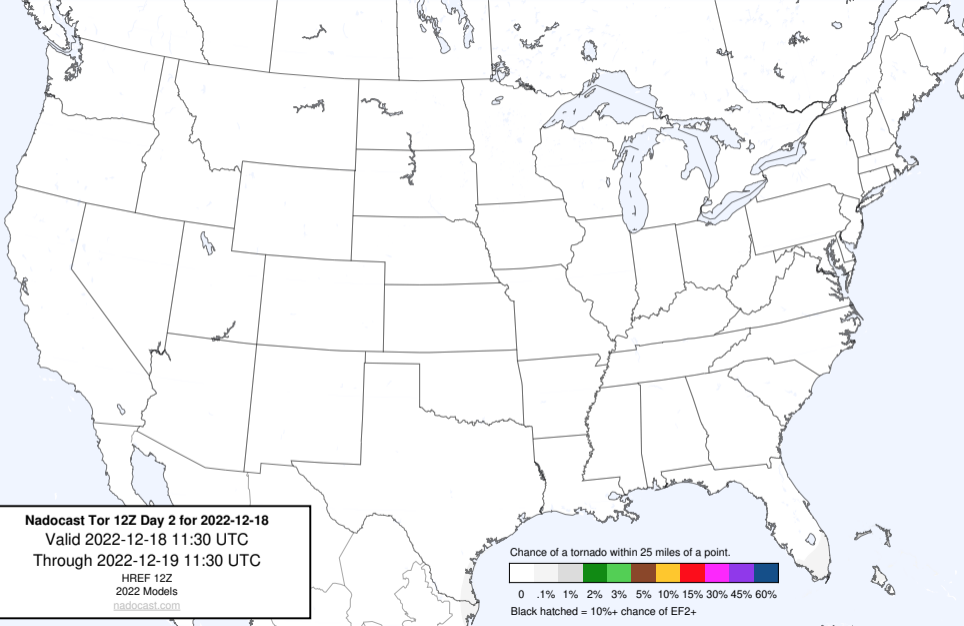 Nadocast Tor 12Z Day 2 for 2022-12-18
Valid 2022-12-18 11:30 UTC
Through 2022-12-19 11:30 UTC
HREF 12Z
2022 Models
nadocast.com
Chance of a tornado within 25 miles of a point.
0 .1% 1% 2% 3% 5% 10% 15% 30% 45% 60%
Black hatched = 10%+ chance of EF2+